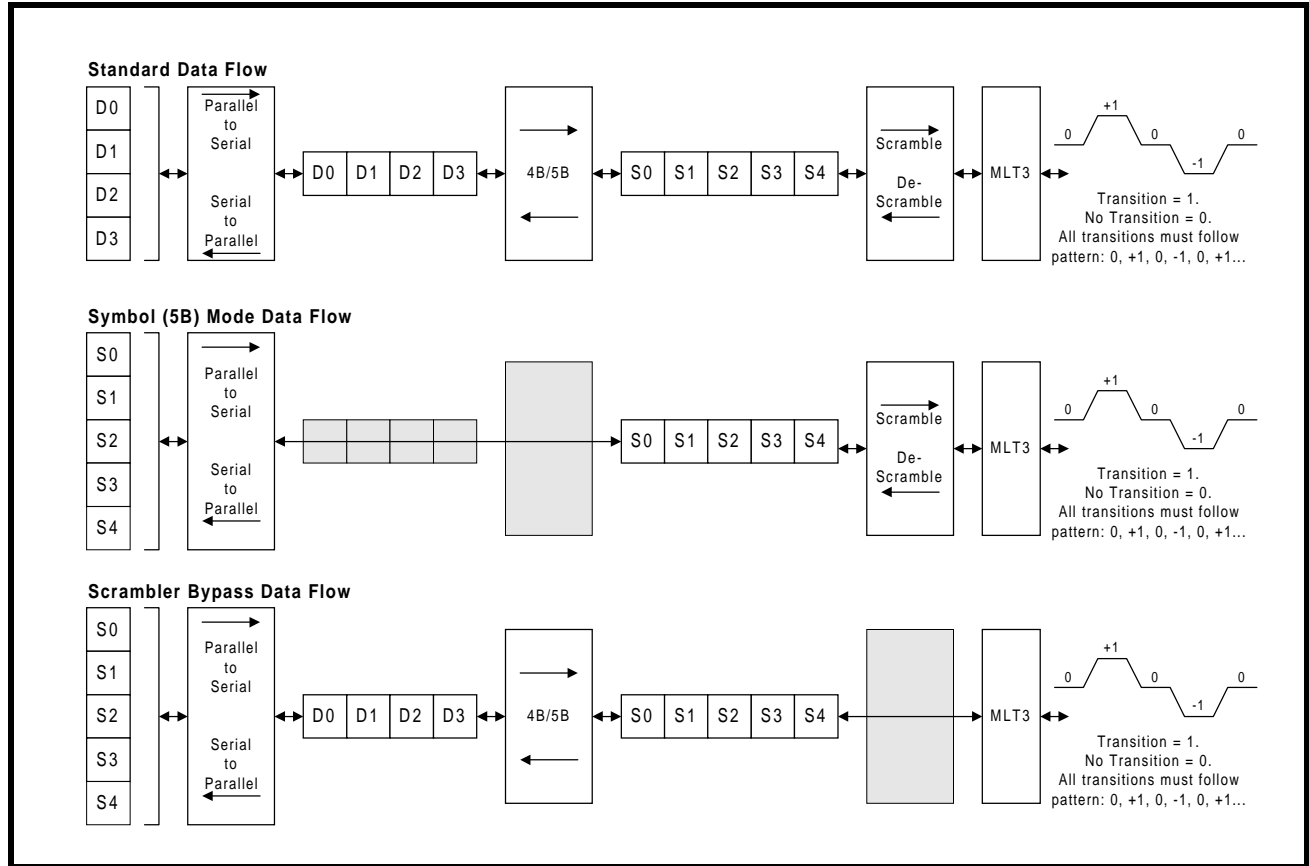 Standard Data Flow
D0
D1
D2
D3
Parallel
to
Serial
Serial
to
Parallel
D0 D1 D2 D3
4B/5B
S0 S1 S2 S3 S4
Scramble
De-
Scramble
MLT3
0 +1 0 -1 0
Transition = 1.
No Transition = 0.
All transitions must follow
pattern: 0, +1, 0, -1, 0, +1...
Symbol (5B) Mode Data Flow
S0
S1
S2
S3
S4
Parallel
to
Serial
Serial
to
Parallel
S0 S1 S2 S3 S4
Scramble
De-
Scramble
MLT3
0 +1 0 -1 0
Transition = 1.
No Transition = 0.
All transitions must follow
pattern: 0, +1, 0, -1, 0, +1...
Scrambler Bypass Data Flow
S0
S1
S2
S3
S4
Parallel
to
Serial
Serial
to
Parallel
D0 D1 D2 D3
4B/5B
S0 S1 S2 S3 S4
MLT3
0 +1 0 -1 0
Transition = 1.
No Transition = 0.
All transitions must follow
pattern: 0, +1, 0, -1, 0, +1...